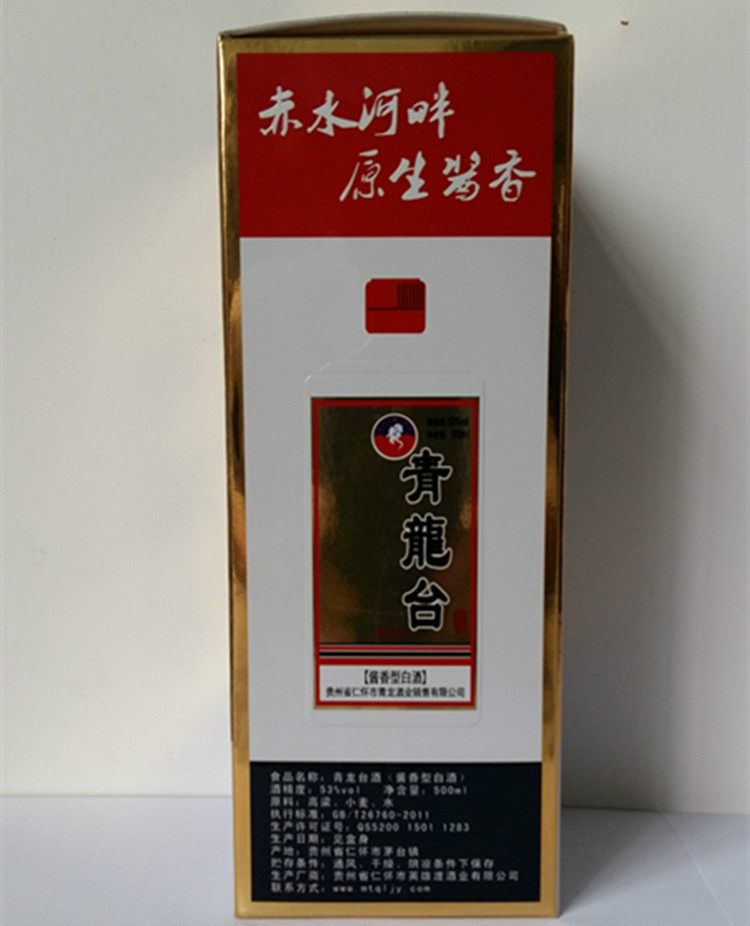 赤水河畔
原生酱香
青龍台
【酱香型白酒】
贵州省仁怀市青龙酒业销售有限公司
食品名称：青龙台酒（酱香型白酒）
酒精度：53%vol 净含量：500ml
原料：高粱、小麦、水
执行标准：GB/T26760-2011
生产许可证号：QS5200 1501 1283
生产日期：见盒身
产地：贵州省仁怀市茅台镇
贮存条件：通风、干燥、阴凉条件下保存
生产厂商：贵州省仁怀市英雄渡酒业有限公司
联系方式：www.mtqljy.com